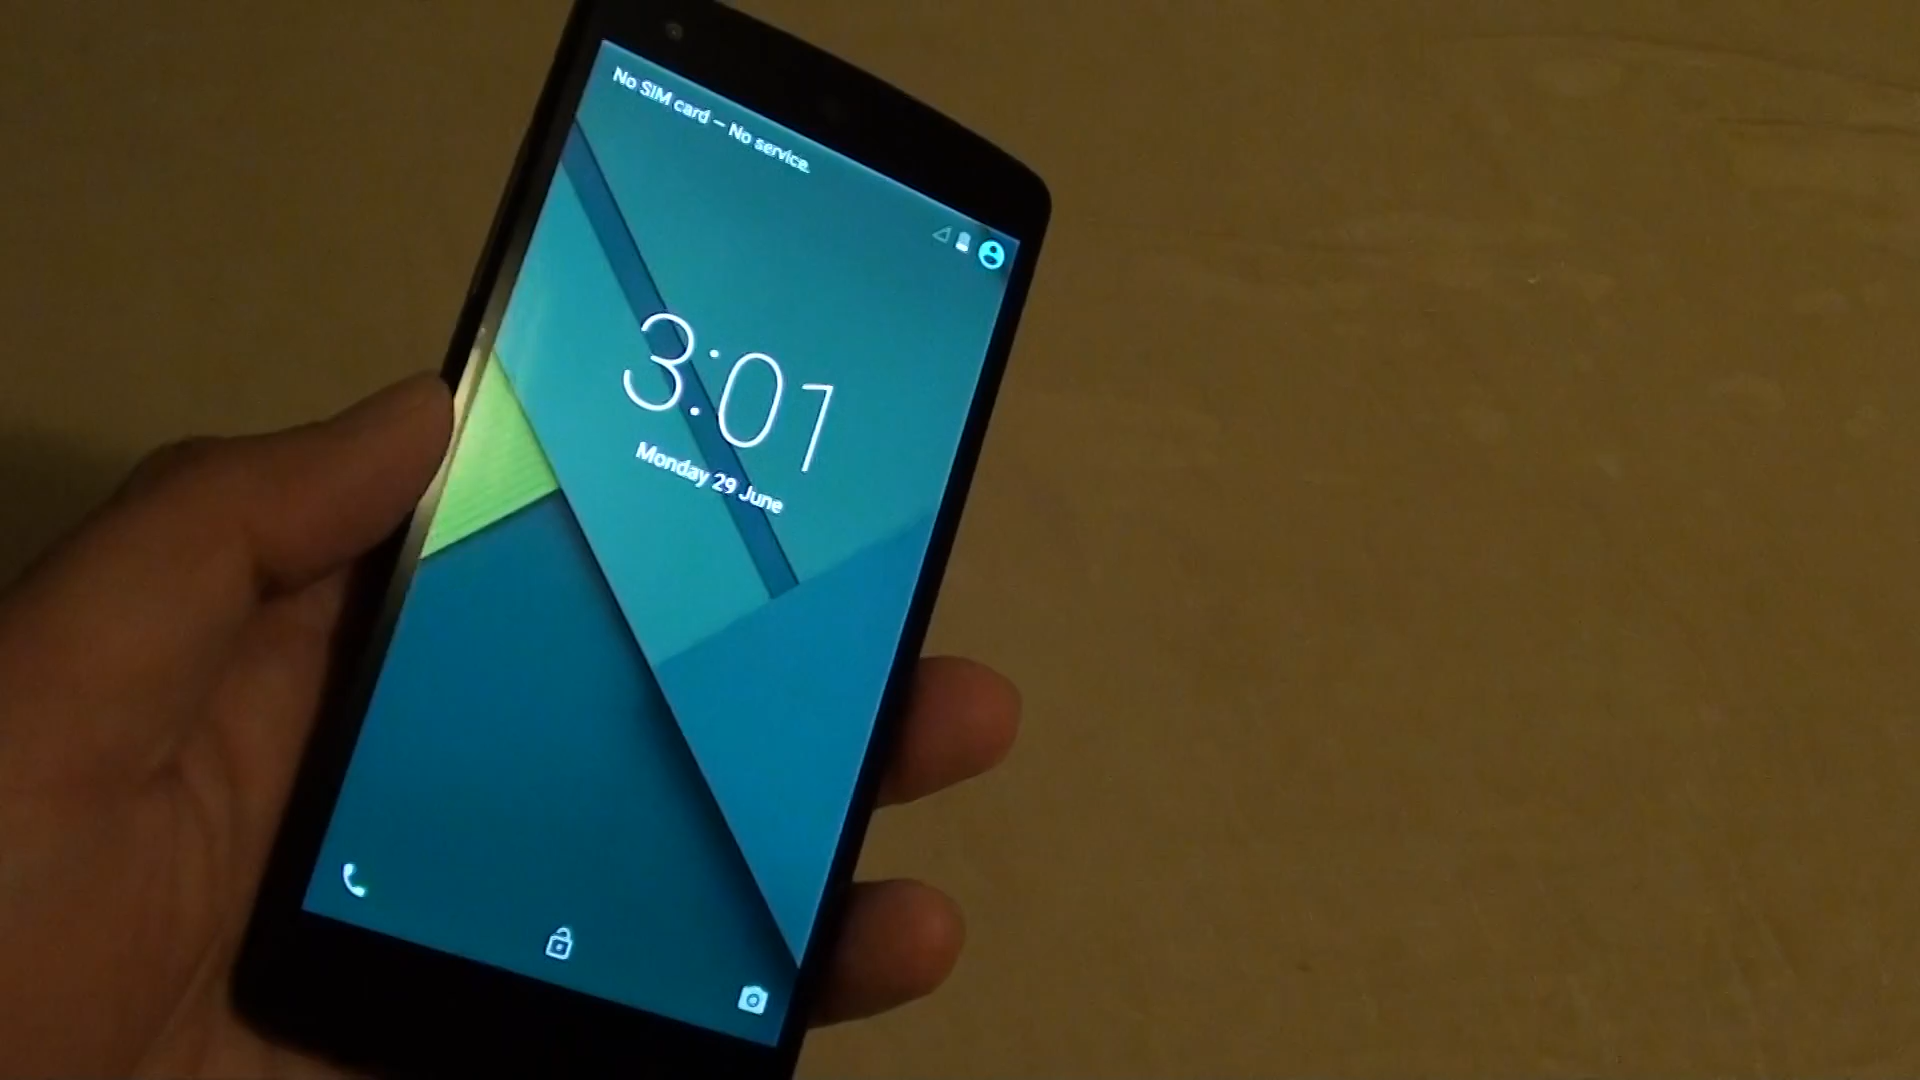 No SIM card – No service.
3:01
Monday 29 June